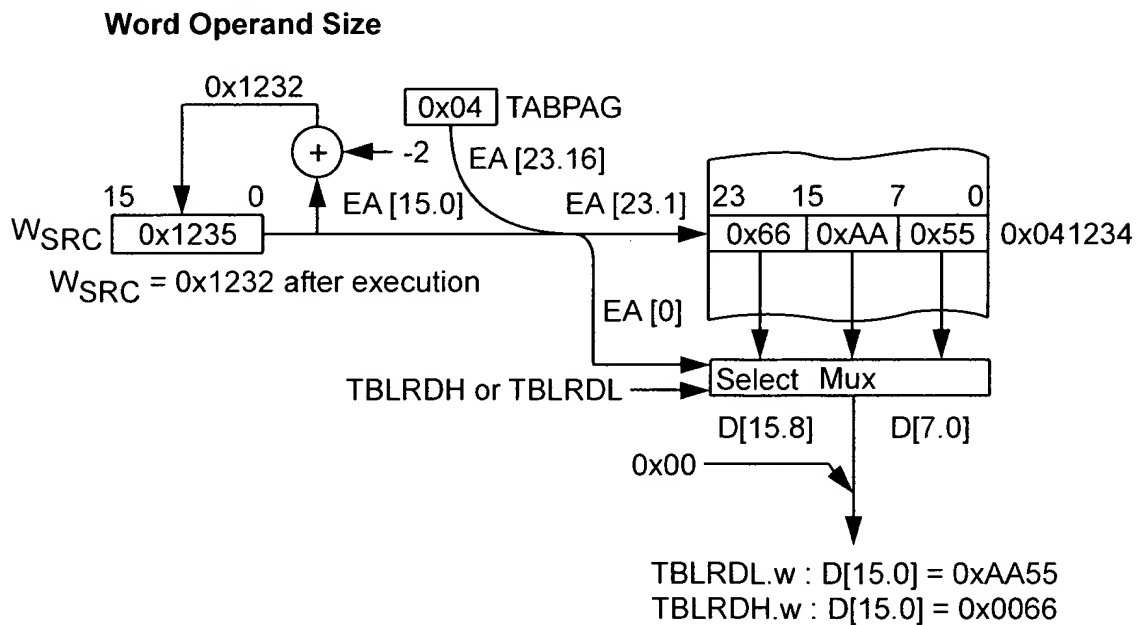 Word Operand Size
0x1232
0x04 TABPAG
+
-2
EA [23.16]
15 0
EA [15.0]
EA [23.1]
23 15 7 0
WSRC 0x1235
0x66 0xAA 0x55 0x041234
WSRC = 0x1232 after execution
EA [0]
TBLRDH or TBLRDL
Select Mux
D[15.8] D[7.0]
0x00
TBLRDL.w : D[15.0] = 0xAA55
TBLRDH.w : D[15.0] = 0x0066